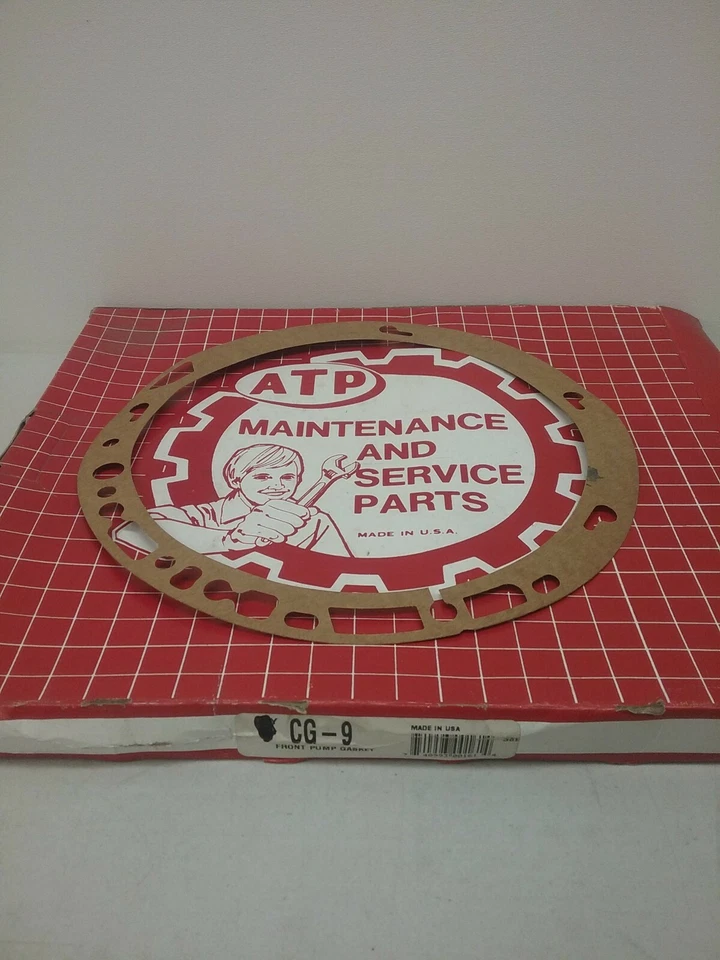 ATP
MAINTENANCE
AND
SERVICE
PARTS
MADE IN U.S.A.
CG-9
FRONT PUMP GASKET
MADE IN USA